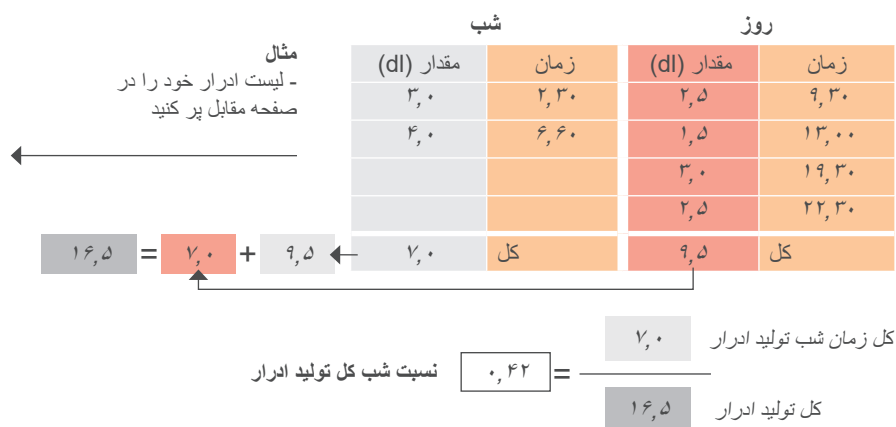 روز شب
زمان مقدار (dl) زمان مقدار (dl)
۹,۳۰ ۲,۵ ۲,۳۰ ۳,۰
۱۳,۰۰ ۱,۵ ۶,۶۰ ۴,۰
۱۹,۳۰ ۳,۰
۲۲,۳۰ ۲,۵
کل ۹,۵ کل ۷,۰
مثال
- لیست ادرار خود را در
صفحه مقابل پر کنید
۱۶,۵ = ۷,۰ + ۹,۵
کل زمان شب تولید ادرار ۷,۰
نسبت شب کل تولید ادرار ۰,۴۲ =
کل تولید ادرار ۱۶,۵